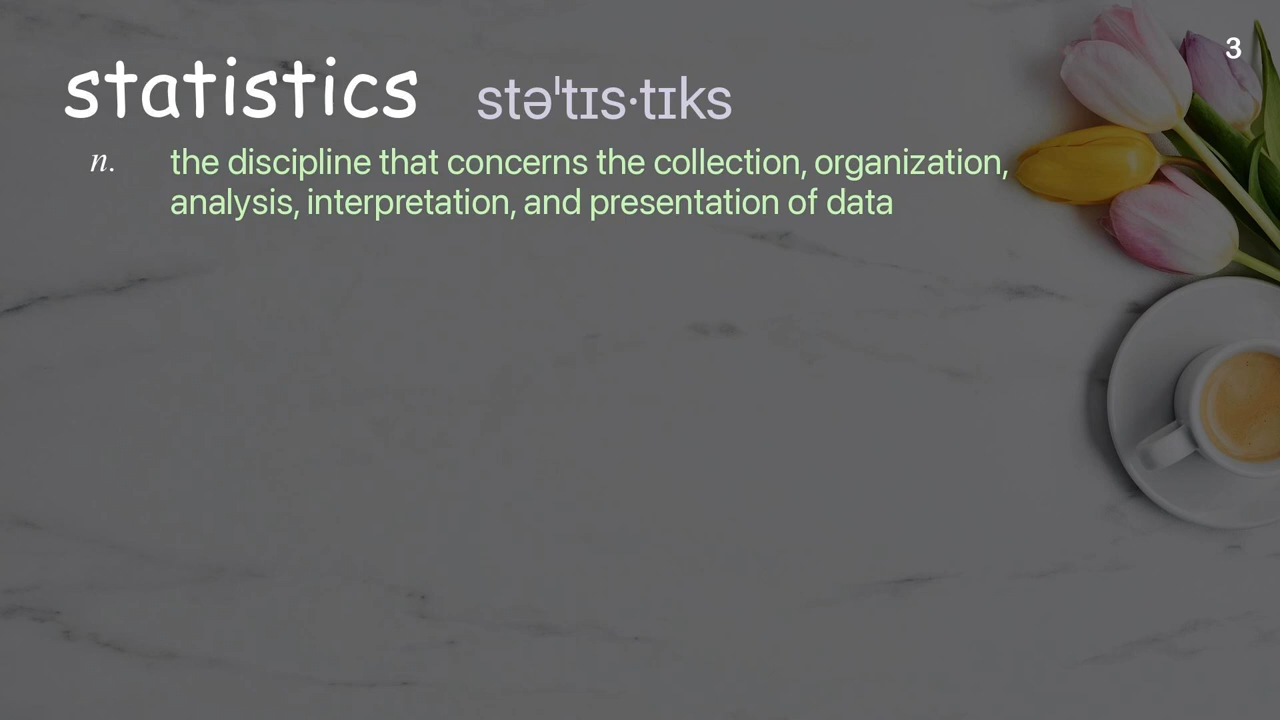 3
statistics stəˈtɪs·tɪks
n. the discipline that concerns the collection, organization,
analysis, interpretation, and presentation of data